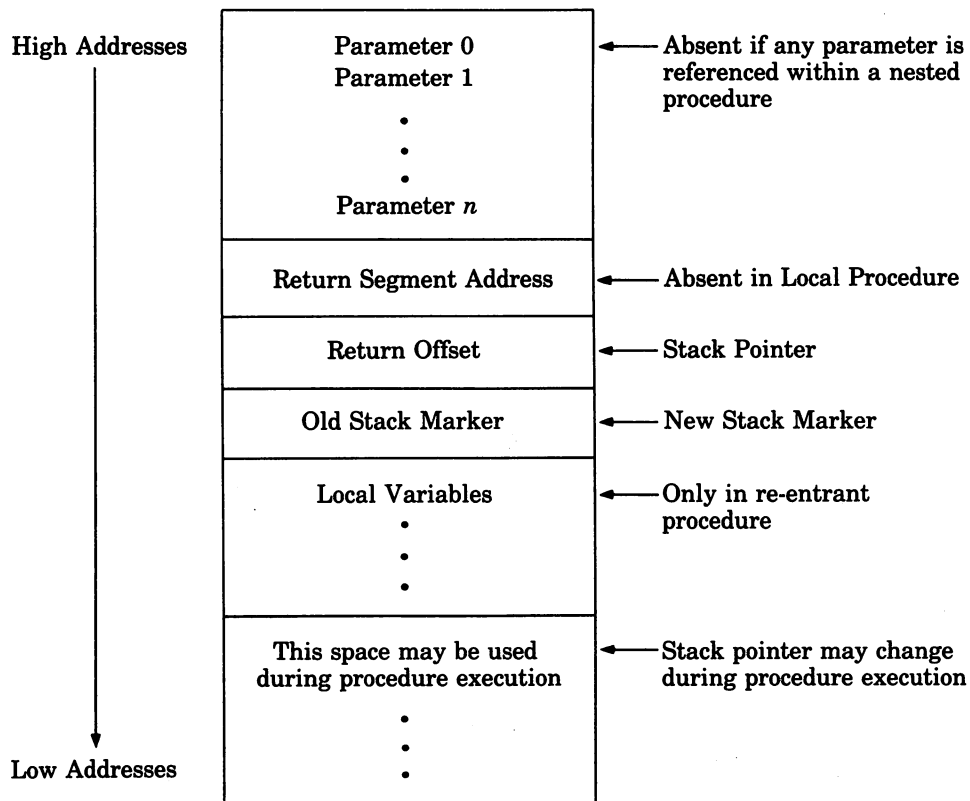 High Addresses
Parameter 0
Parameter 1
Parameter n
Absent if any parameter is
referenced within a nested
procedure
Return Segment Address
Absent in Local Procedure
Return Offset
Stack Pointer
Old Stack Marker
New Stack Marker
Local Variables
Only in re-entrant
procedure
This space may be used
during procedure execution
Stack pointer may change
during procedure execution
Low Addresses